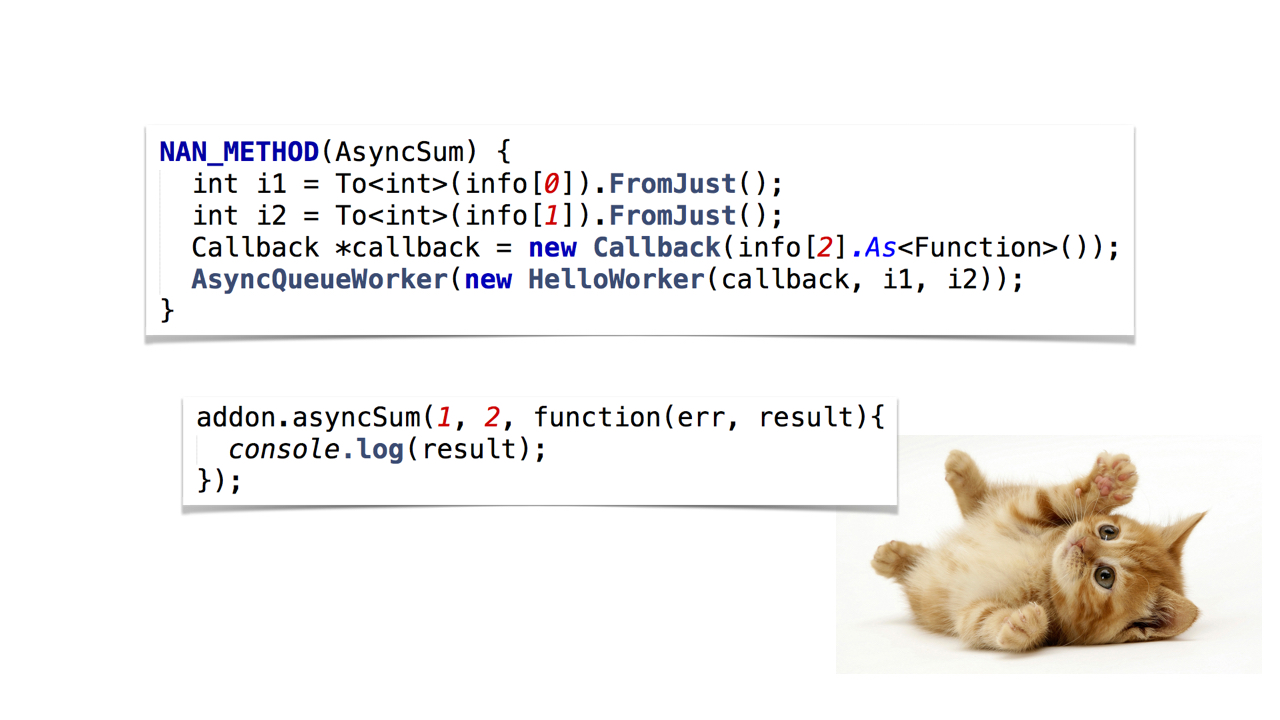 NAN_METHOD(AsyncSum) {
  int i1 = To<int>(info[0]).FromJust();
  int i2 = To<int>(info[1]).FromJust();
  Callback *callback = new Callback(info[2].As<Function>());
  AsyncQueueWorker(new HelloWorker(callback, i1, i2));
}
addon.asyncSum(1, 2, function(err, result){
  console.log(result);
});